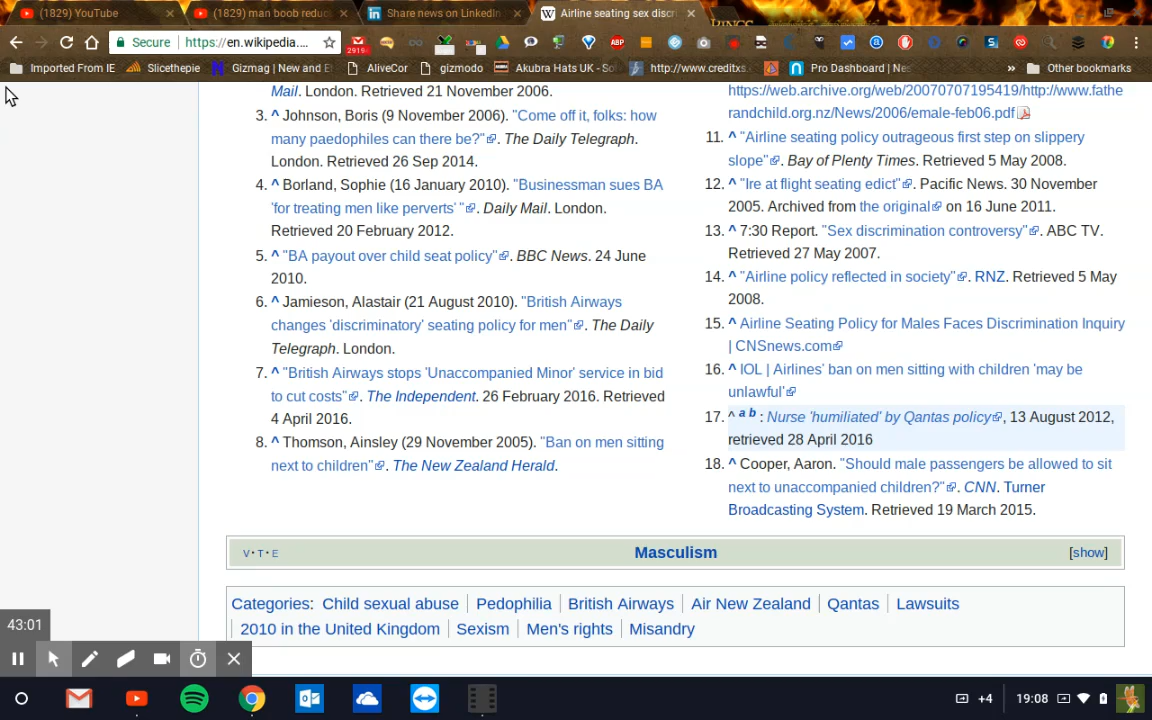 (1829) YouTube
(1829) man boob redu
Share news on LinkedIn
Airline seating sex discri
Secure
https://en.wikipedia....
Imported From IE
Slicethepie
Gizmag | New and E
AliveCor
gizmodo
Akubra Hats UK - So
http://www.creditxs.
Pro Dashboard | Ne
»
Other bookmarks
Mail. London. Retrieved 21 November 2006.
3. ^ Johnson, Boris (9 November 2006). "Come off it, folks: how
many paedophiles can there be?". The Daily Telegraph.
London. Retrieved 26 Sep 2014.
4. ^ Borland, Sophie (16 January 2010). "Businessman sues BA
'for treating men like perverts' ". Daily Mail. London.
Retrieved 20 February 2012.
5. ^ "BA payout over child seat policy". BBC News. 24 June
2010.
6. ^ Jamieson, Alastair (21 August 2010). "British Airways
changes 'discriminatory' seating policy for men". The Daily
Telegraph. London.
7. ^ "British Airways stops 'Unaccompanied Minor' service in bid
to cut costs". The Independent. 26 February 2016. Retrieved
4 April 2016.
8. ^ Thomson, Ainsley (29 November 2005). "Ban on men sitting
next to children". The New Zealand Herald.
https://web.archive.org/web/20070707195419/http://www.fathe
randchild.org.nz/News/2006/emale-feb06.pdf
11. ^ "Airline seating policy outrageous first step on slippery
slope". Bay of Plenty Times. Retrieved 5 May 2008.
12. ^ "Ire at flight seating edict". Pacific News. 30 November
2005. Archived from the original on 16 June 2011.
13. ^ 7:30 Report. "Sex discrimination controversy". ABC TV.
Retrieved 27 May 2007.
14. ^ "Airline policy reflected in society". RNZ. Retrieved 5 May
2008.
15. ^ Airline Seating Policy for Males Faces Discrimination Inquiry
| CNSnews.com
16. ^ IOL | Airlines' ban on men sitting with children 'may be
unlawful'
17. ^ a b : Nurse 'humiliated' by Qantas policy, 13 August 2012,
retrieved 28 April 2016
18. ^ Cooper, Aaron. "Should male passengers be allowed to sit
next to unaccompanied children?". CNN. Turner
Broadcasting System. Retrieved 19 March 2015.
V · T · E
Masculism
[show]
Categories: Child sexual abuse | Pedophilia | British Airways | Air New Zealand | Qantas | Lawsuits
| 2010 in the United Kingdom | Sexism | Men's rights | Misandry
43:01
+4
19:08